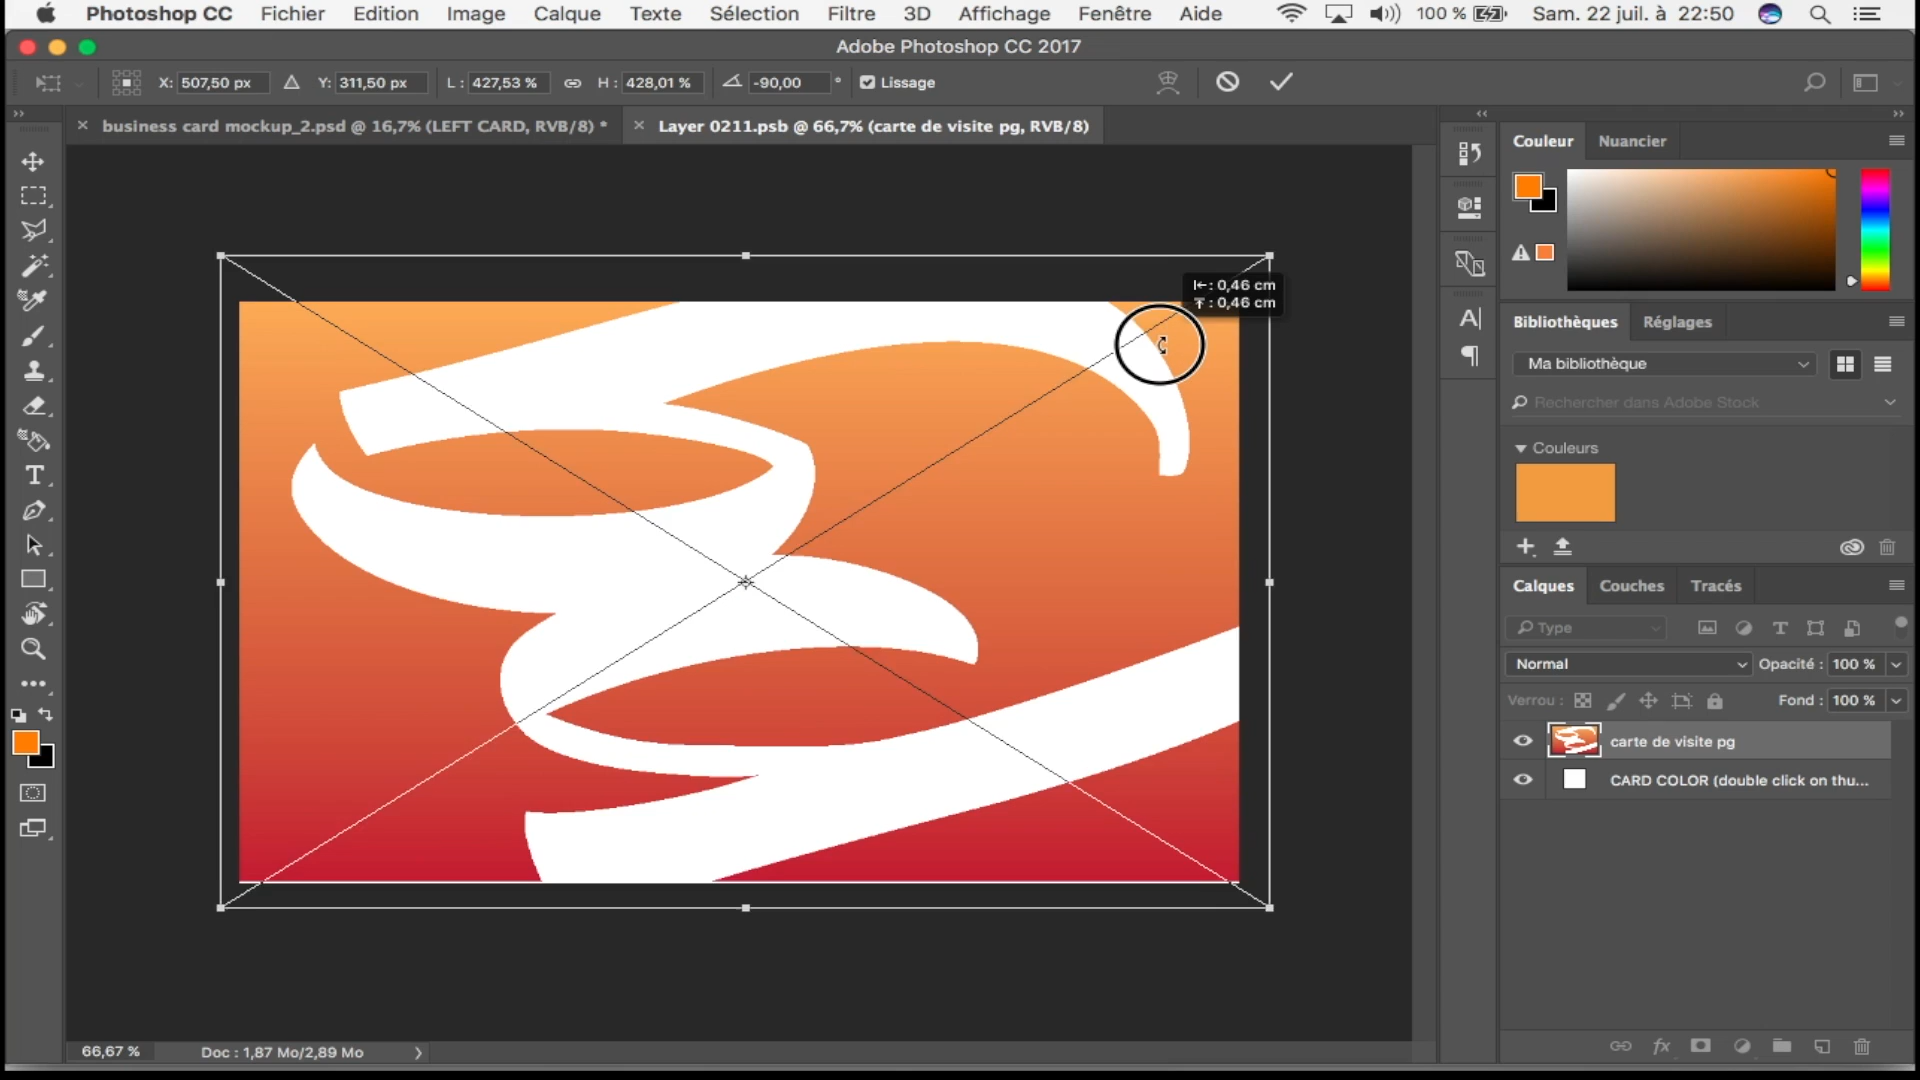 Photoshop CC Fichier Edition Image Calque Texte Sélection Filtre 3D Affichage Fenêtre Aide 100 % Sam. 22 juil. à 22:50
Adobe Photoshop CC 2017
X: 507,50 px Y: 311,50 px L : 427,53 % H : 428,01 % -90,00 ° Lissage
business card mockup_2.psd @ 16,7% (LEFT CARD, RVB/8) *
Layer 0211.psb @ 66,7% (carte de visite pg, RVB/8)
Couleur Nuancier
: 0,46 cm
: 0,46 cm
Bibliothèques Réglages
Ma bibliothèque
Rechercher dans Adobe Stock
Couleurs
Calques Couches Tracés
Type
Normal Opacité : 100 %
Verrou : Fond : 100 %
carte de visite pg
CARD COLOR (double click on thu...
fx
66,67 % Doc : 1,87 Mo/2,89 Mo